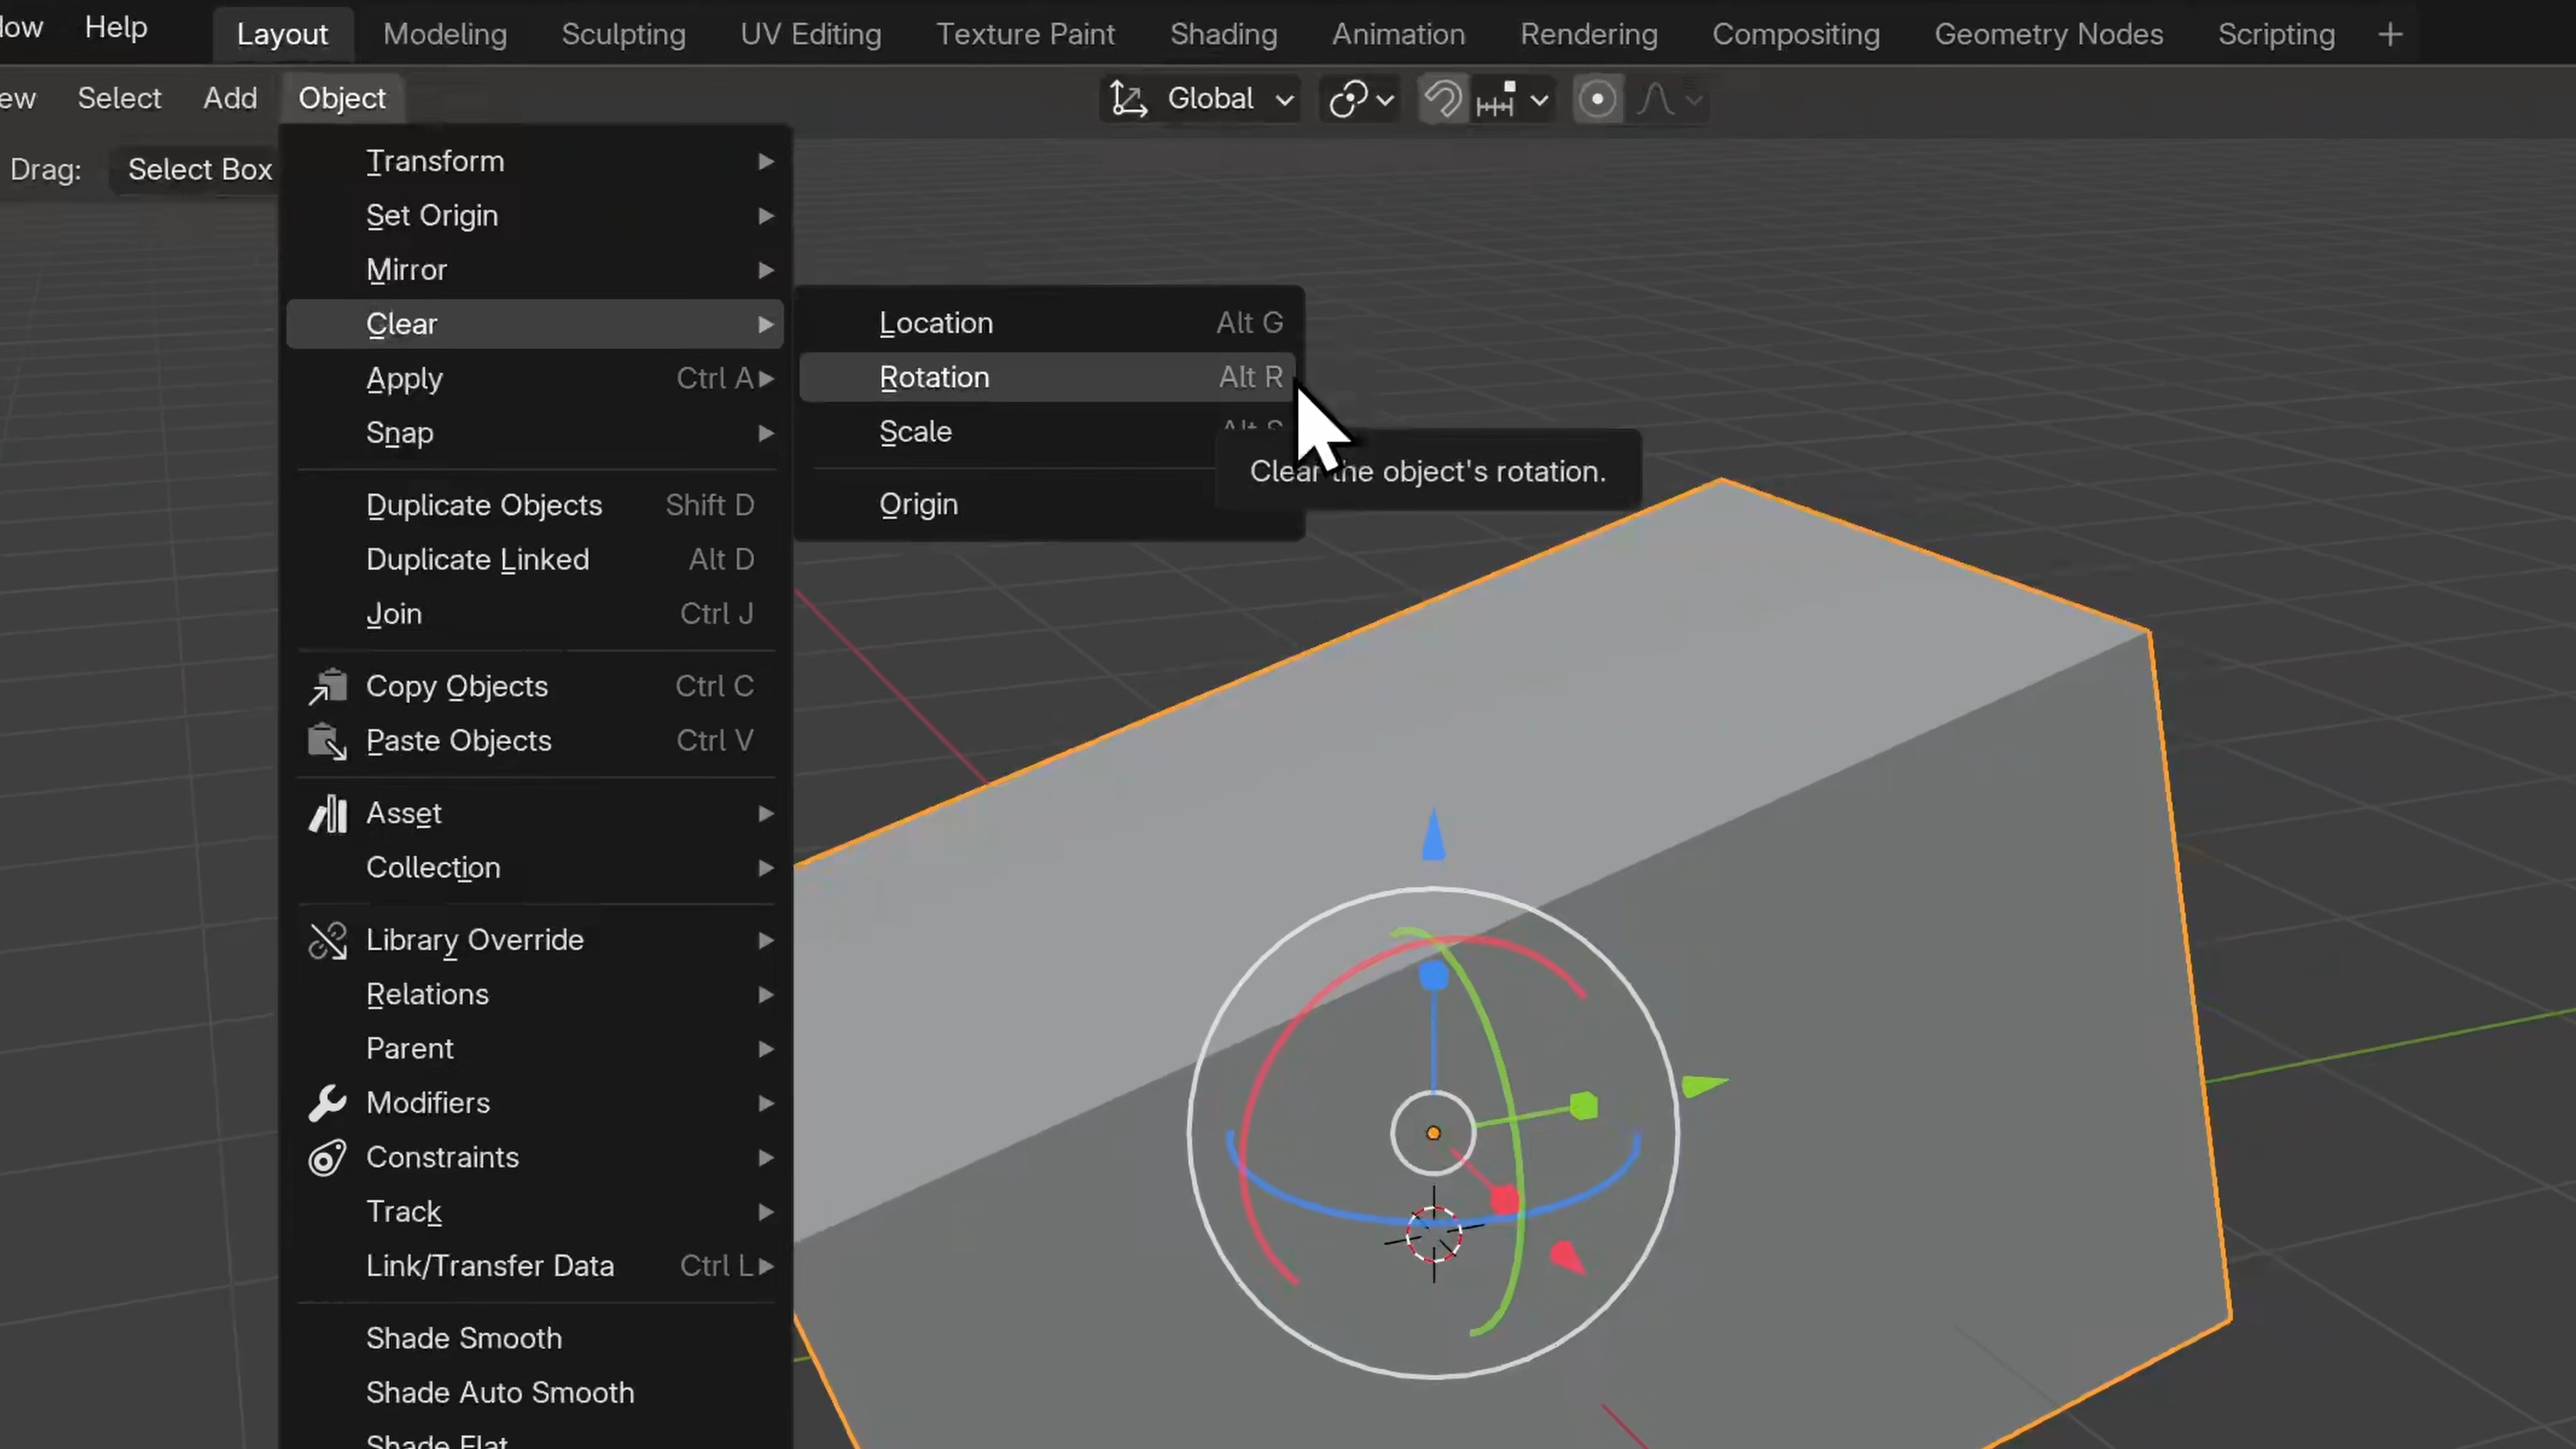 Help Layout Modeling Sculpting UV Editing Texture Paint Shading Animation Rendering Compositing Geometry Nodes Scripting +
Select Add Object Global
Drag: Select Box
Transform
Set Origin
Mirror
Clear
Apply Ctrl A
Snap
Duplicate Objects Shift D
Duplicate Linked Alt D
Join Ctrl J
Copy Objects Ctrl C
Paste Objects Ctrl V
Asset
Collection
Library Override
Relations
Parent
Modifiers
Constraints
Track
Link/Transfer Data Ctrl L
Shade Smooth
Shade Auto Smooth
Shade Flat
Location Alt G
Rotation Alt R
Scale Alt S
Origin
Clear the object's rotation.